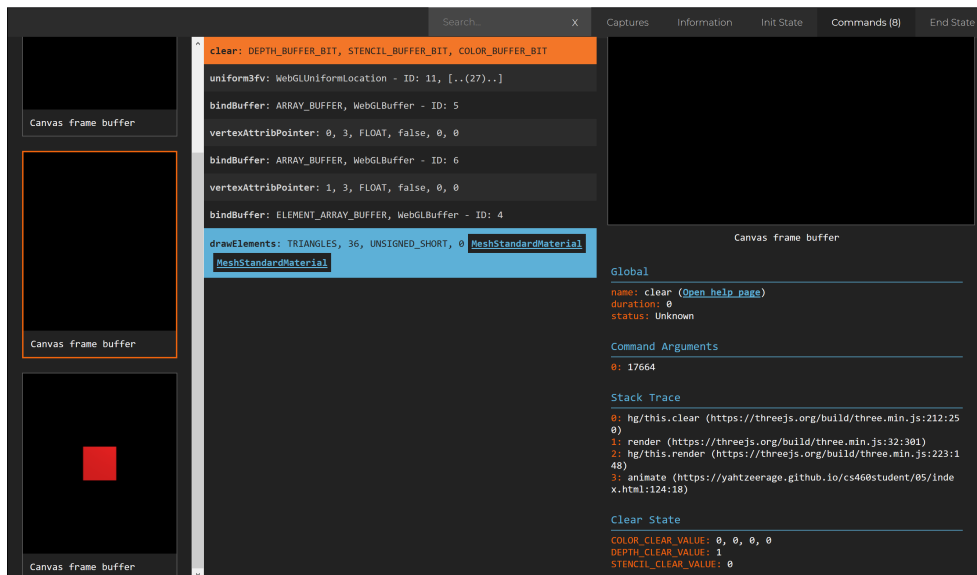 Search... X Captures Information Init State Commands (8) End State
Canvas frame buffer
Canvas frame buffer
Canvas frame buffer
clear: DEPTH_BUFFER_BIT, STENCIL_BUFFER_BIT, COLOR_BUFFER_BIT
uniform3fv: WebGLUniformLocation - ID: 11, [..(27)..]
bindBuffer: ARRAY_BUFFER, WebGLBuffer - ID: 5
vertexAttribPointer: 0, 3, FLOAT, false, 0, 0
bindBuffer: ARRAY_BUFFER, WebGLBuffer - ID: 6
vertexAttribPointer: 1, 3, FLOAT, false, 0, 0
bindBuffer: ELEMENT_ARRAY_BUFFER, WebGLBuffer - ID: 4
drawElements: TRIANGLES, 36, UNSIGNED_SHORT, 0 MeshStandardMaterial
MeshStandardMaterial
Canvas frame buffer
Global
name: clear (Open help page)
duration: 0
status: Unknown
Command Arguments
0: 17664
Stack Trace
0: hg/this.clear (https://threejs.org/build/three.min.js:212:25
0)
1: render (https://threejs.org/build/three.min.js:32:301)
2: hg/this.render (https://threejs.org/build/three.min.js:223:1
48)
3: animate (https://yahtzeerage.github.io/cs460student/05/inde
x.html:124:18)
Clear State
COLOR_CLEAR_VALUE: 0, 0, 0, 0
DEPTH_CLEAR_VALUE: 1
STENCIL_CLEAR_VALUE: 0